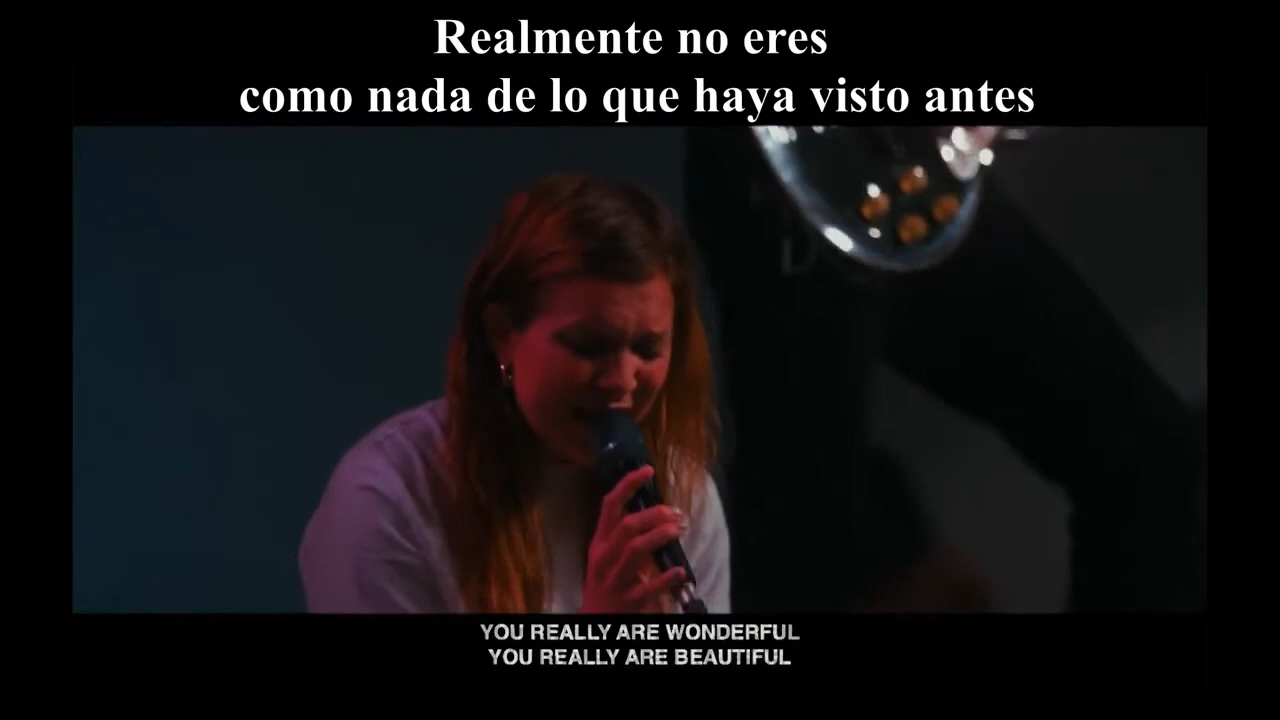 Realmente no eres
como nada de lo que haya visto antes
YOU REALLY ARE WONDERFUL
YOU REALLY ARE BEAUTIFUL